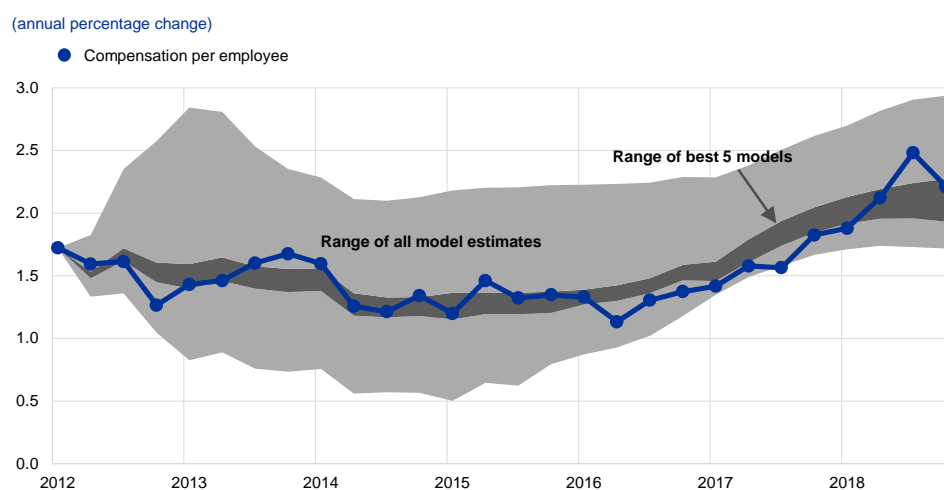 (annual percentage change)
Compensation per employee
3.0
2.5
2.0
1.5
1.0
0.5
0.0
Range of best 5 models
Range of all model estimates
2012 2013 2014 2015 2016 2017 2018